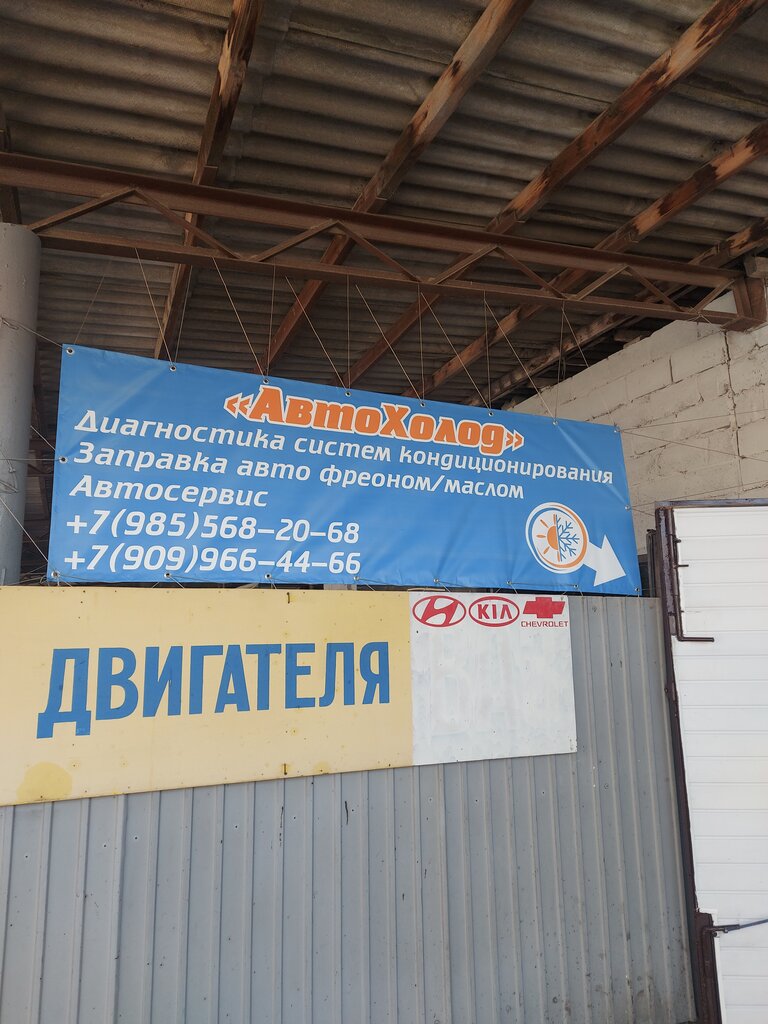 «АвтоХолод»
Диагностика систем кондиционирования
Заправка авто фреоном/маслом
Автосервис
+7(985)568-20-68
+7(909)966-44-66
ДВИГАТЕЛЯ
KIA
CHEVROLET